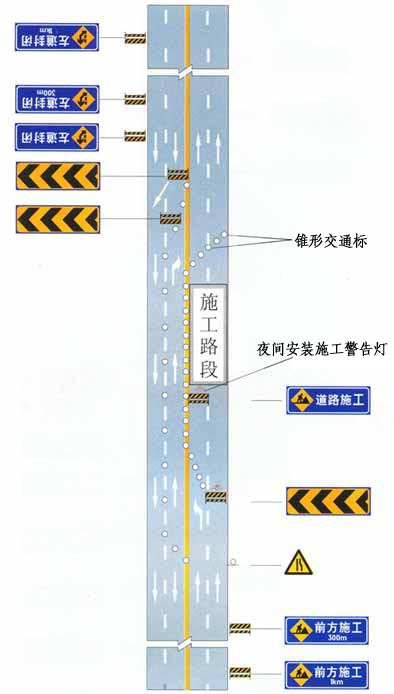 左道封闭
1km
左道封闭
300m
左道封闭
锥形交通标
施工路段
夜间安装施工警告灯
道路施工
前方施工
300m
前方施工
1km